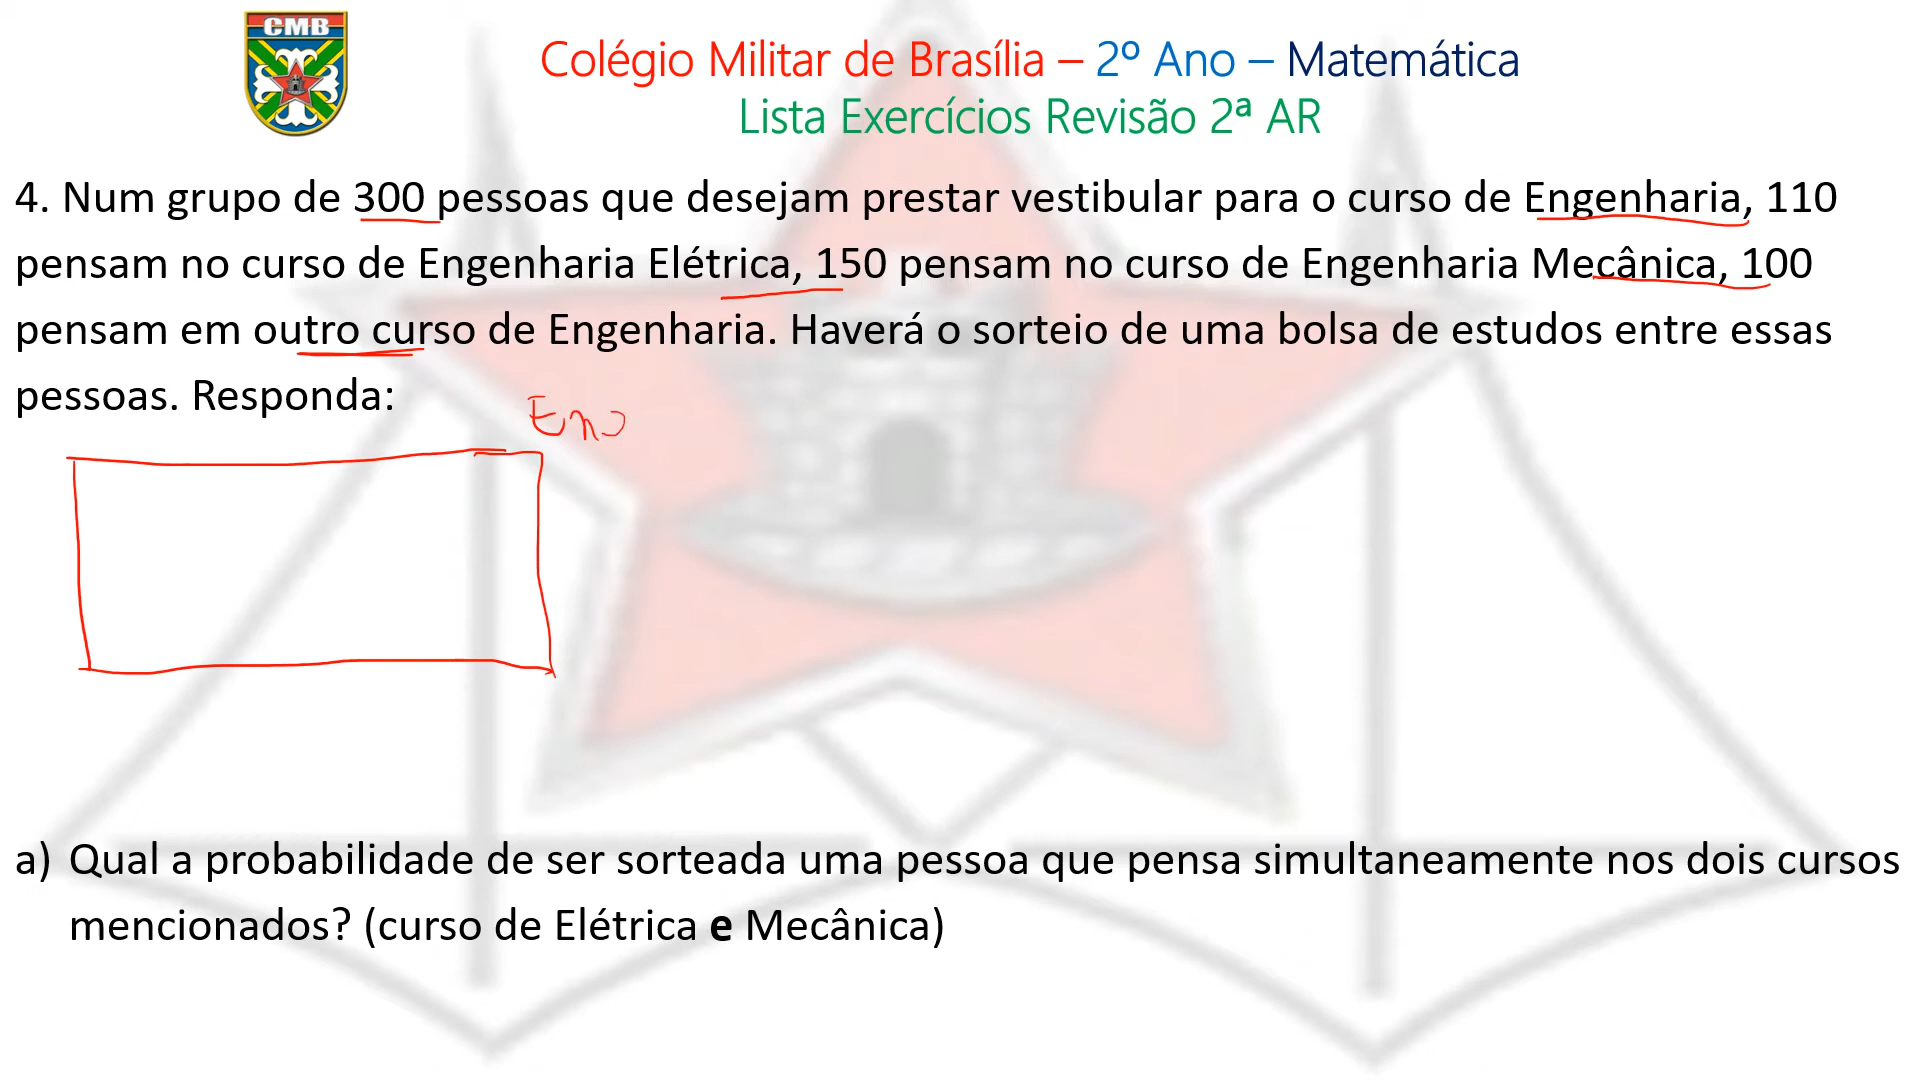 CMB
Colégio Militar de Brasília – 2º Ano – Matemática
Lista Exercícios Revisão 2ª AR
4. Num grupo de 300 pessoas que desejam prestar vestibular para o curso de Engenharia, 110
pensam no curso de Engenharia Elétrica, 150 pensam no curso de Engenharia Mecânica, 100
pensam em outro curso de Engenharia. Haverá o sorteio de uma bolsa de estudos entre essas
pessoas. Responda:
a) Qual a probabilidade de ser sorteada uma pessoa que pensa simultaneamente nos dois cursos
mencionados? (curso de Elétrica e Mecânica)